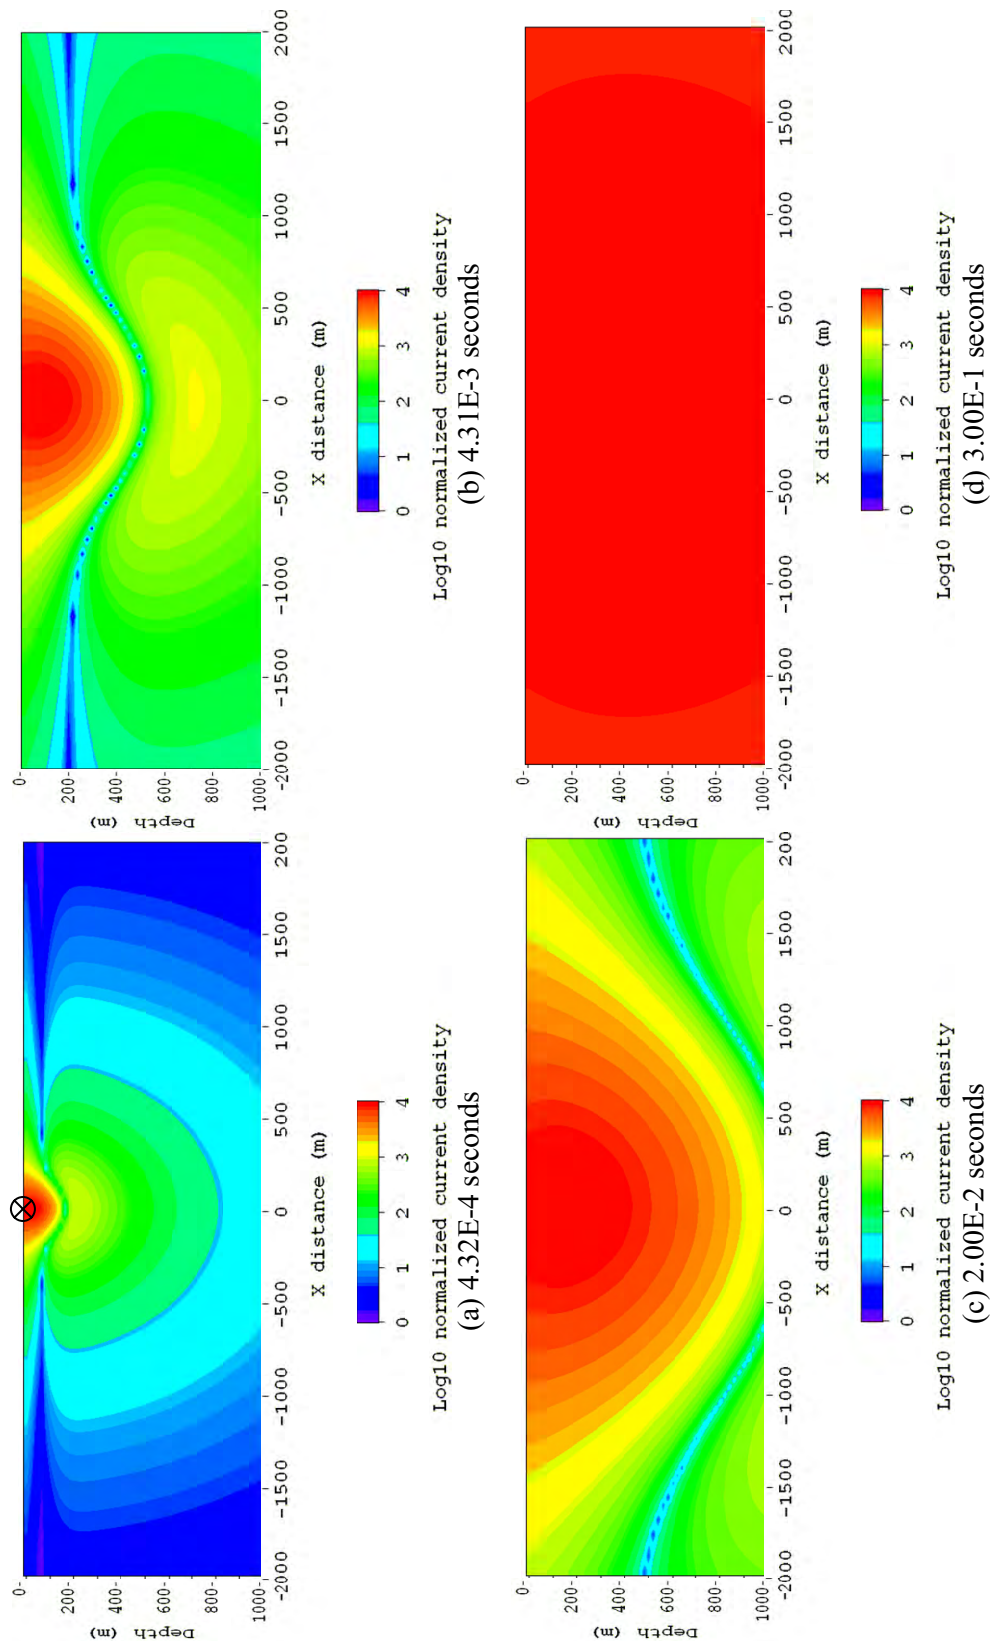 Depth (m)
0
200
400
600
800
1000
-2000 -1500 -1000 -500 0 500 1000 1500 200
X distance (m)
0 1 2 3 4
Log10 normalized current density
(a) 4.32E-4 seconds
Depth (m)
0
200
400
600
800
1000
-2000 -1500 -1000 -500 0 500 1000 1500 2000
X distance (m)
0 1 2 3 4
Log10 normalized current density
(b) 4.31E-3 seconds
Depth (m)
0
200
400
600
800
1000
-2000 -1500 -1000 -500 0 500 1000 1500 200
X distance (m)
0 1 2 3 4
Log10 normalized current density
(c) 2.00E-2 seconds
Depth (m)
0
200
400
600
800
1000
-2000 -1500 -1000 -500 0 500 1000 1500 2000
X distance (m)
0 1 2 3 4
Log10 normalized current density
(d) 3.00E-1 seconds